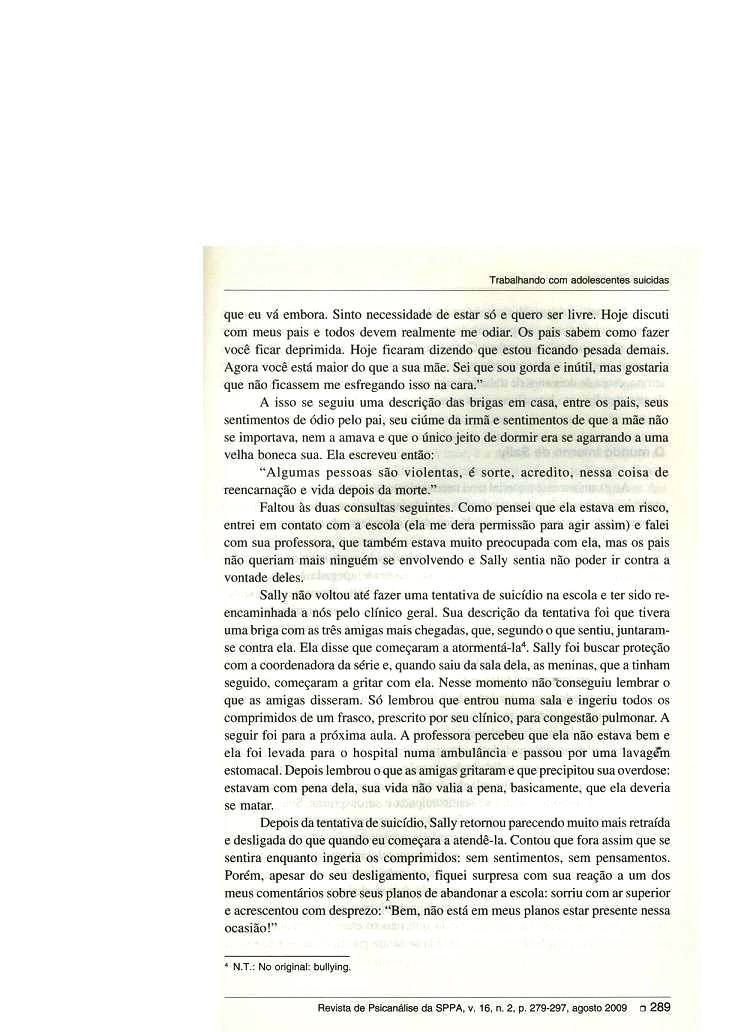 Trabalhando com adolescentes suicidas
que eu vá embora. Sinto necessidade de estar só e quero ser livre. Hoje discuti
com meus pais e todos devem realmente me odiar. Os pais sabem como fazer
você ficar deprimida. Hoje ficaram dizendo que estou ficando pesada demais.
Agora você está maior do que a sua mãe. Sei que sou gorda e inútil, mas gostaria
que não ficassem me esfregando isso na cara.”
A isso se seguiu uma descrição das brigas em casa, entre os pais, seus
sentimentos de ódio pelo pai, seu ciúme da irmã e sentimentos de que a mãe não
se importava, nem a amava e que o único jeito de dormir era se agarrando a uma
velha boneca sua. Ela escreveu então:
“Algumas pessoas são violentas, é sorte, acredito, nessa coisa de
reencarnação e vida depois da morte.”
Faltou às duas consultas seguintes. Como pensei que ela estava em risco,
entrei em contato com a escola (ela me dera permissão para agir assim) e falei
com sua professora, que também estava muito preocupada com ela, mas os pais
não queriam mais ninguém se envolvendo e Sally sentia não poder ir contra a
vontade deles.
Sally não voltou até fazer uma tentativa de suicídio na escola e ter sido re-
encaminhada a nós pelo clínico geral. Sua descrição da tentativa foi que tivera
uma briga com as três amigas mais chegadas, que, segundo o que sentiu, juntaram-
se contra ela. Ela disse que começaram a atormentá-la⁴. Sally foi buscar proteção
com a coordenadora da série e, quando saiu da sala dela, as meninas, que a tinham
seguido, começaram a gritar com ela. Nesse momento não conseguiu lembrar o
que as amigas disseram. Só lembrou que entrou numa sala e ingeriu todos os
comprimidos de um frasco, prescrito por seu clínico, para congestão pulmonar. A
seguir foi para a próxima aula. A professora percebeu que ela não estava bem e
ela foi levada para o hospital numa ambulância e passou por uma lavagem
estomacal. Depois lembrou o que as amigas gritaram e que precipitou sua overdose:
estavam com pena dela, sua vida não valia a pena, basicamente, que ela deveria
se matar.
Depois da tentativa de suicídio, Sally retornou parecendo muito mais retraída
e desligada do que quando eu começara a atendê-la. Contou que fora assim que se
sentira enquanto ingeria os comprimidos: sem sentimentos, sem pensamentos.
Porém, apesar do seu desligamento, fiquei surpresa com sua reação a um dos
meus comentários sobre seus planos de abandonar a escola: sorriu com ar superior
e acrescentou com desprezo: “Bem, não está em meus planos estar presente nessa
ocasião!”
⁴ N.T.: No original: bullying.
Revista de Psicanálise da SPPA, v. 16, n. 2, p. 279-297, agosto 2009 □ 289